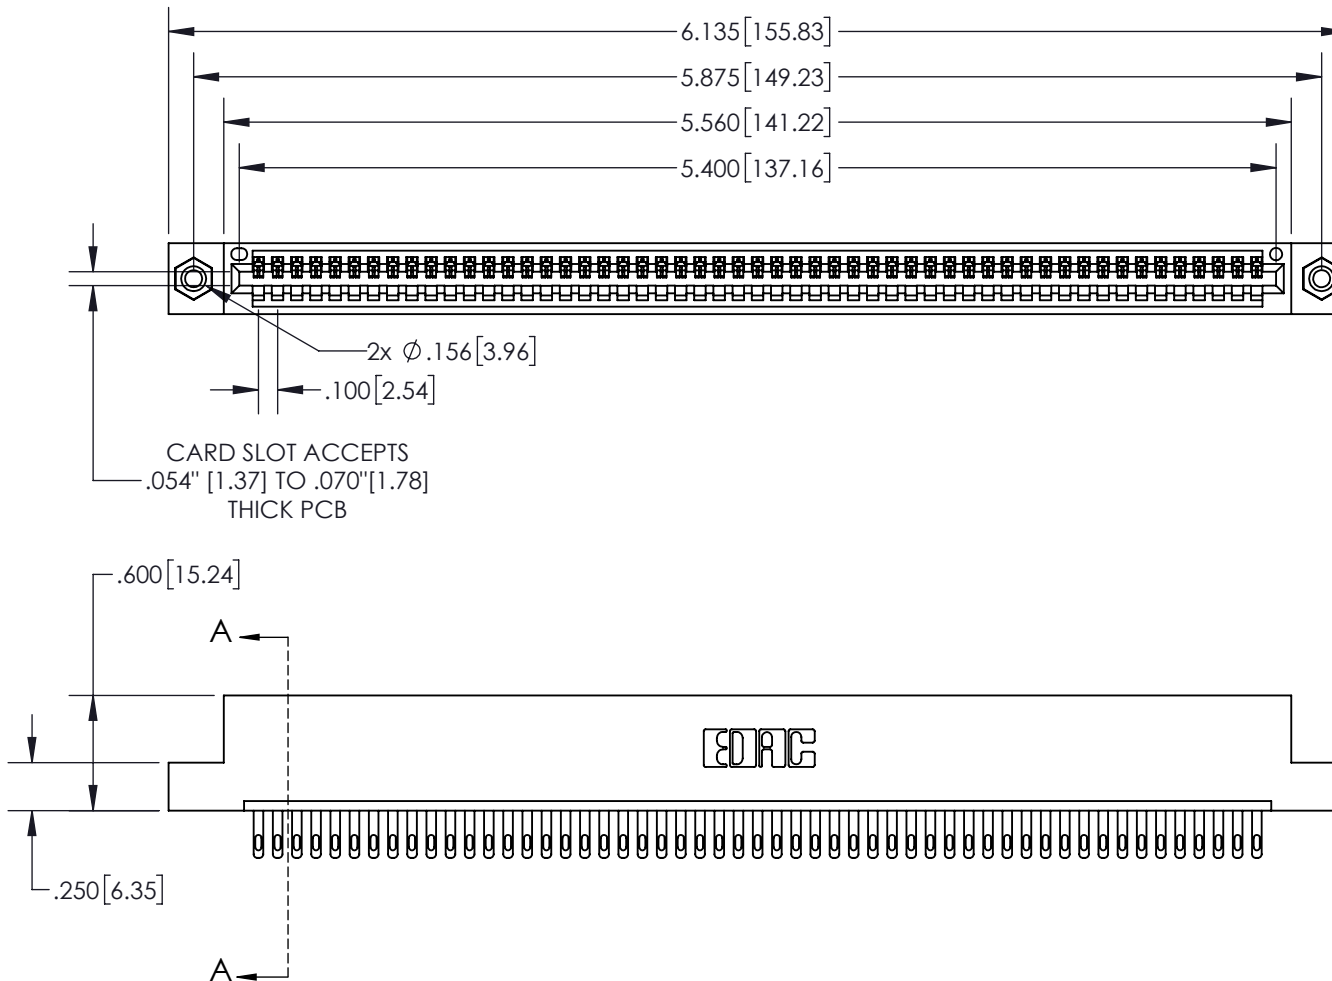 6.135[155.83]
5.875[149.23]
5.560[141.22]
5.400[137.16]
2x Ø.156[3.96]
.100[2.54]
CARD SLOT ACCEPTS
.054" [1.37] TO .070"[1.78]
THICK PCB
.600[15.24]
A
EDAC
.250[6.35]
A